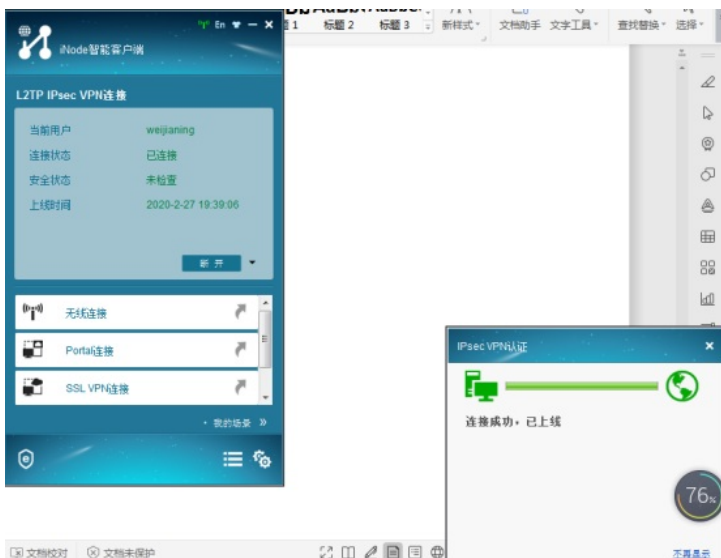 En
iNode智能客户端
标题 2
标题 3
新样式
文档助手
文字工具
查找替换
选择
L2TP IPsec VPN连接
当前用户 weijianing
连接状态 已连接
安全状态 未检查
上线时间 2020-2-27 19:39:06
断 开
无线连接
Portal连接
SSL VPN连接
我的场景 »
IPsec VPN认证
连接成功，已上线
76%
不再显示
文档校对
文档未保护